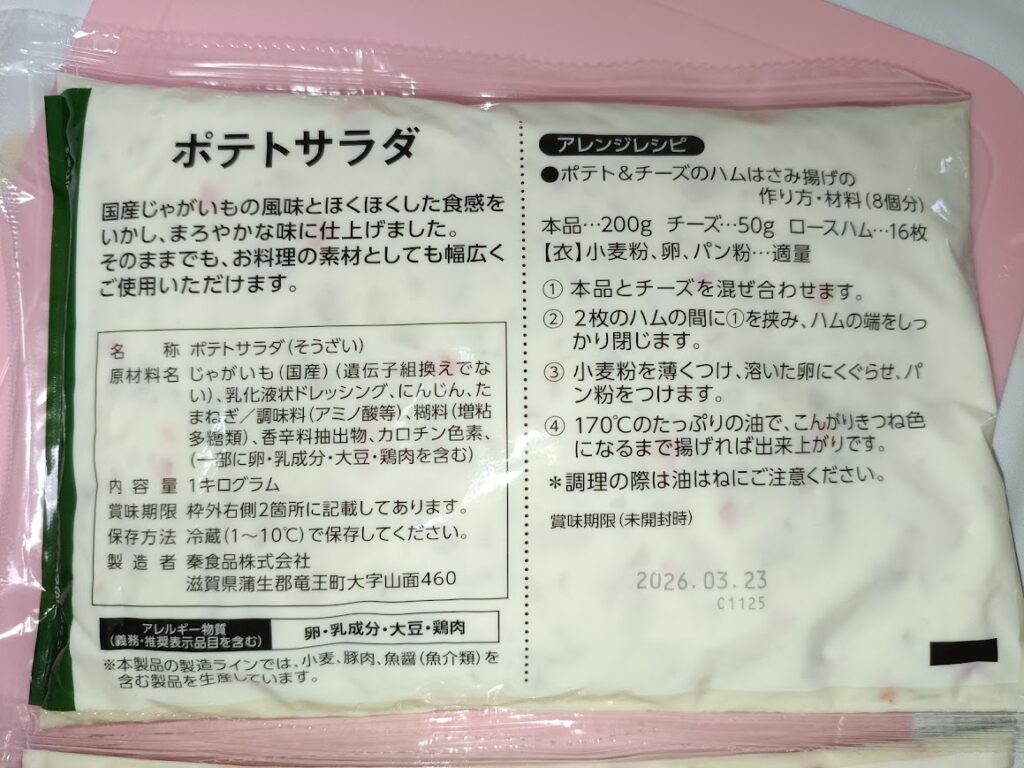 ポテトサラダ
国産じゃがいもの風味とほくほくした食感を
いかし、まろやかな味に仕上げました。
そのままでも、お料理の素材としても幅広く
ご使用いただけます。
名 称 ポテトサラダ(そうざい)
原材料名 じゃがいも(国産)(遺伝子組換えでな
い)、乳化液状ドレッシング、にんじん、た
まねぎ/調味料(アミノ酸等)、糊料(増粘
多糖類)、香辛料抽出物、カロチン色素、
(一部に卵・乳成分・大豆・鶏肉を含む)
内 容 量 1キログラム
賞味期限 枠外右側2箇所に記載してあります。
保存方法 冷蔵(1~10℃)で保存してください。
製 造 者 秦食品株式会社
滋賀県蒲生郡竜王町大字山面460
アレルギー物質
(義務・推奨表示品目を含む)
卵・乳成分・大豆・鶏肉
※本製品の製造ラインでは、小麦、豚肉、魚醤(魚介類)を
含む製品を生産しています。
アレンジレシピ
●ポテト&チーズのハムはさみ揚げの
作り方・材料(8個分)
本品…200g チーズ…50g ロースハム…16枚
【衣】小麦粉、卵、パン粉…適量
① 本品とチーズを混ぜ合わせます。
② 2枚のハムの間に①を挟み、ハムの端をしっ
かり閉じます。
③ 小麦粉を薄くつけ、溶いた卵にくぐらせ、パ
ン粉をつけます。
④ 170℃のたっぷりの油で、こんがりきつね色
になるまで揚げれば出来上がりです。
*調理の際は油はねにご注意ください。
賞味期限(未開封時)
2026.03.23
C1125